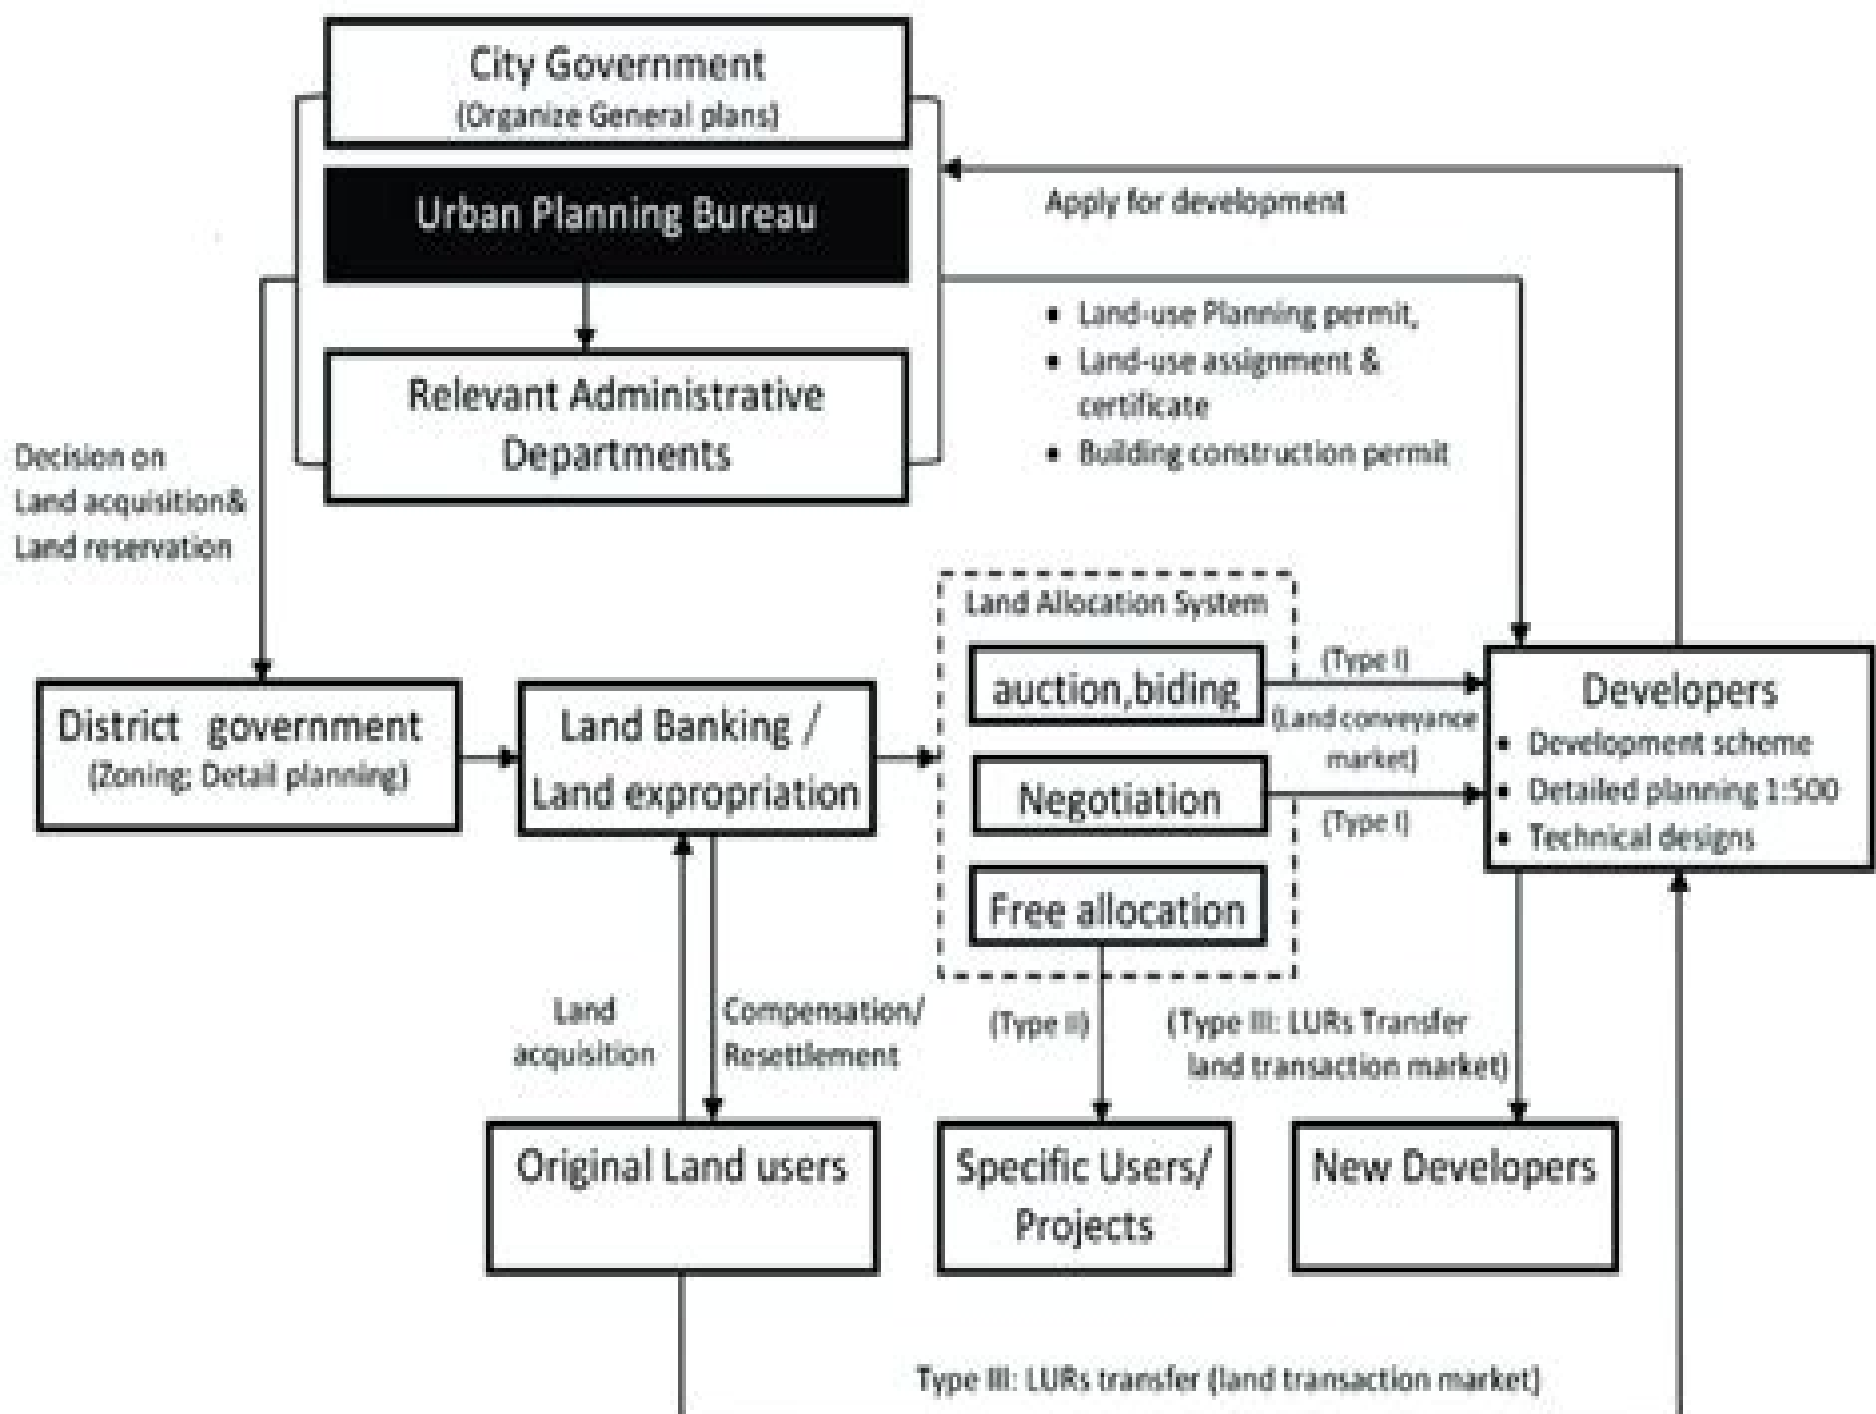 City Government
(Organize General plans)
Urban Planning Bureau
Apply for development
• Land-use Planning permit,
• Land-use assignment &
certificate
• Building construction permit
Relevant Administrative
Departments
Decision on
Land acquisition&
Land reservation
Land Allocation System
auction,biding
(Type I)
(Land conveyance
market)
Negotiation
(Type I)
Free allocation
Developers
• Development scheme
• Detailed planning 1:500
• Technical designs
District government
(Zoning; Detail planning)
Land Banking /
Land expropriation
Land
acquisition
Compensation/
Resettlement
(Type II)
(Type III: LURs Transfer
land transaction market)
Original Land users
Specific Users/
Projects
New Developers
Type III: LURs transfer (land transaction market)